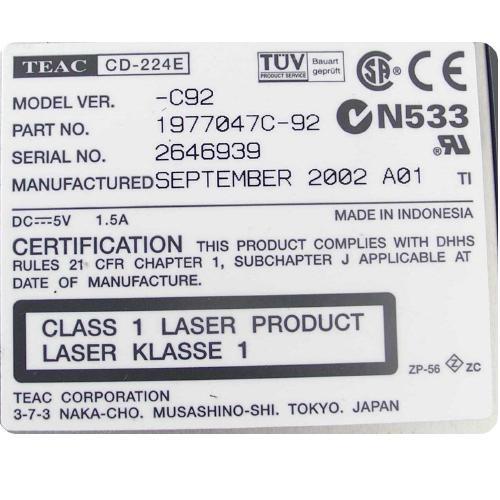 TEAC CD-224E TÜV PRODUCT SERVICE Bauart geprüft SA ® CE
MODEL VER. -C92
PART NO. 1977047C-92 N533
SERIAL NO. 2646939 ®
MANUFACTURED SEPTEMBER 2002 A01 TI
DC⎓5V 1.5A MADE IN INDONESIA
CERTIFICATION THIS PRODUCT COMPLIES WITH DHHS
RULES 21 CFR CHAPTER 1, SUBCHAPTER J APPLICABLE AT
DATE OF MANUFACTURE.
CLASS 1 LASER PRODUCT
LASER KLASSE 1
ZP-56 Z ZC
TEAC CORPORATION
3-7-3 NAKA-CHO. MUSASHINO-SHI. TOKYO. JAPAN